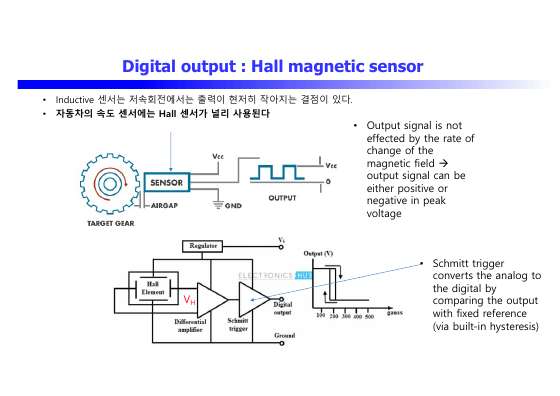 Digital output : Hall magnetic sensor
• Inductive 센서는 저속회전에서는 출력이 현저히 작아지는 결점이 있다.
• 자동차의 속도 센서에는 Hall 센서가 널리 사용된다
• Output signal is not
effected by the rate of
change of the
magnetic field →
output signal can be
either positive or
negative in peak
voltage
Vcc
SENSOR
Vcc
0
OUTPUT
AIRGAP
GND
TARGET GEAR
Regulator
Vs
Output (V)
ELECTRONICS HUB
Hall
Element
VH
Differential
amplifier
Schmitt
trigger
Digital
output
Ground
100 200 300 400 500
gauss
• Schmitt trigger
converts the analog to
the digital by
comparing the output
with fixed reference
(via built-in hysteresis)